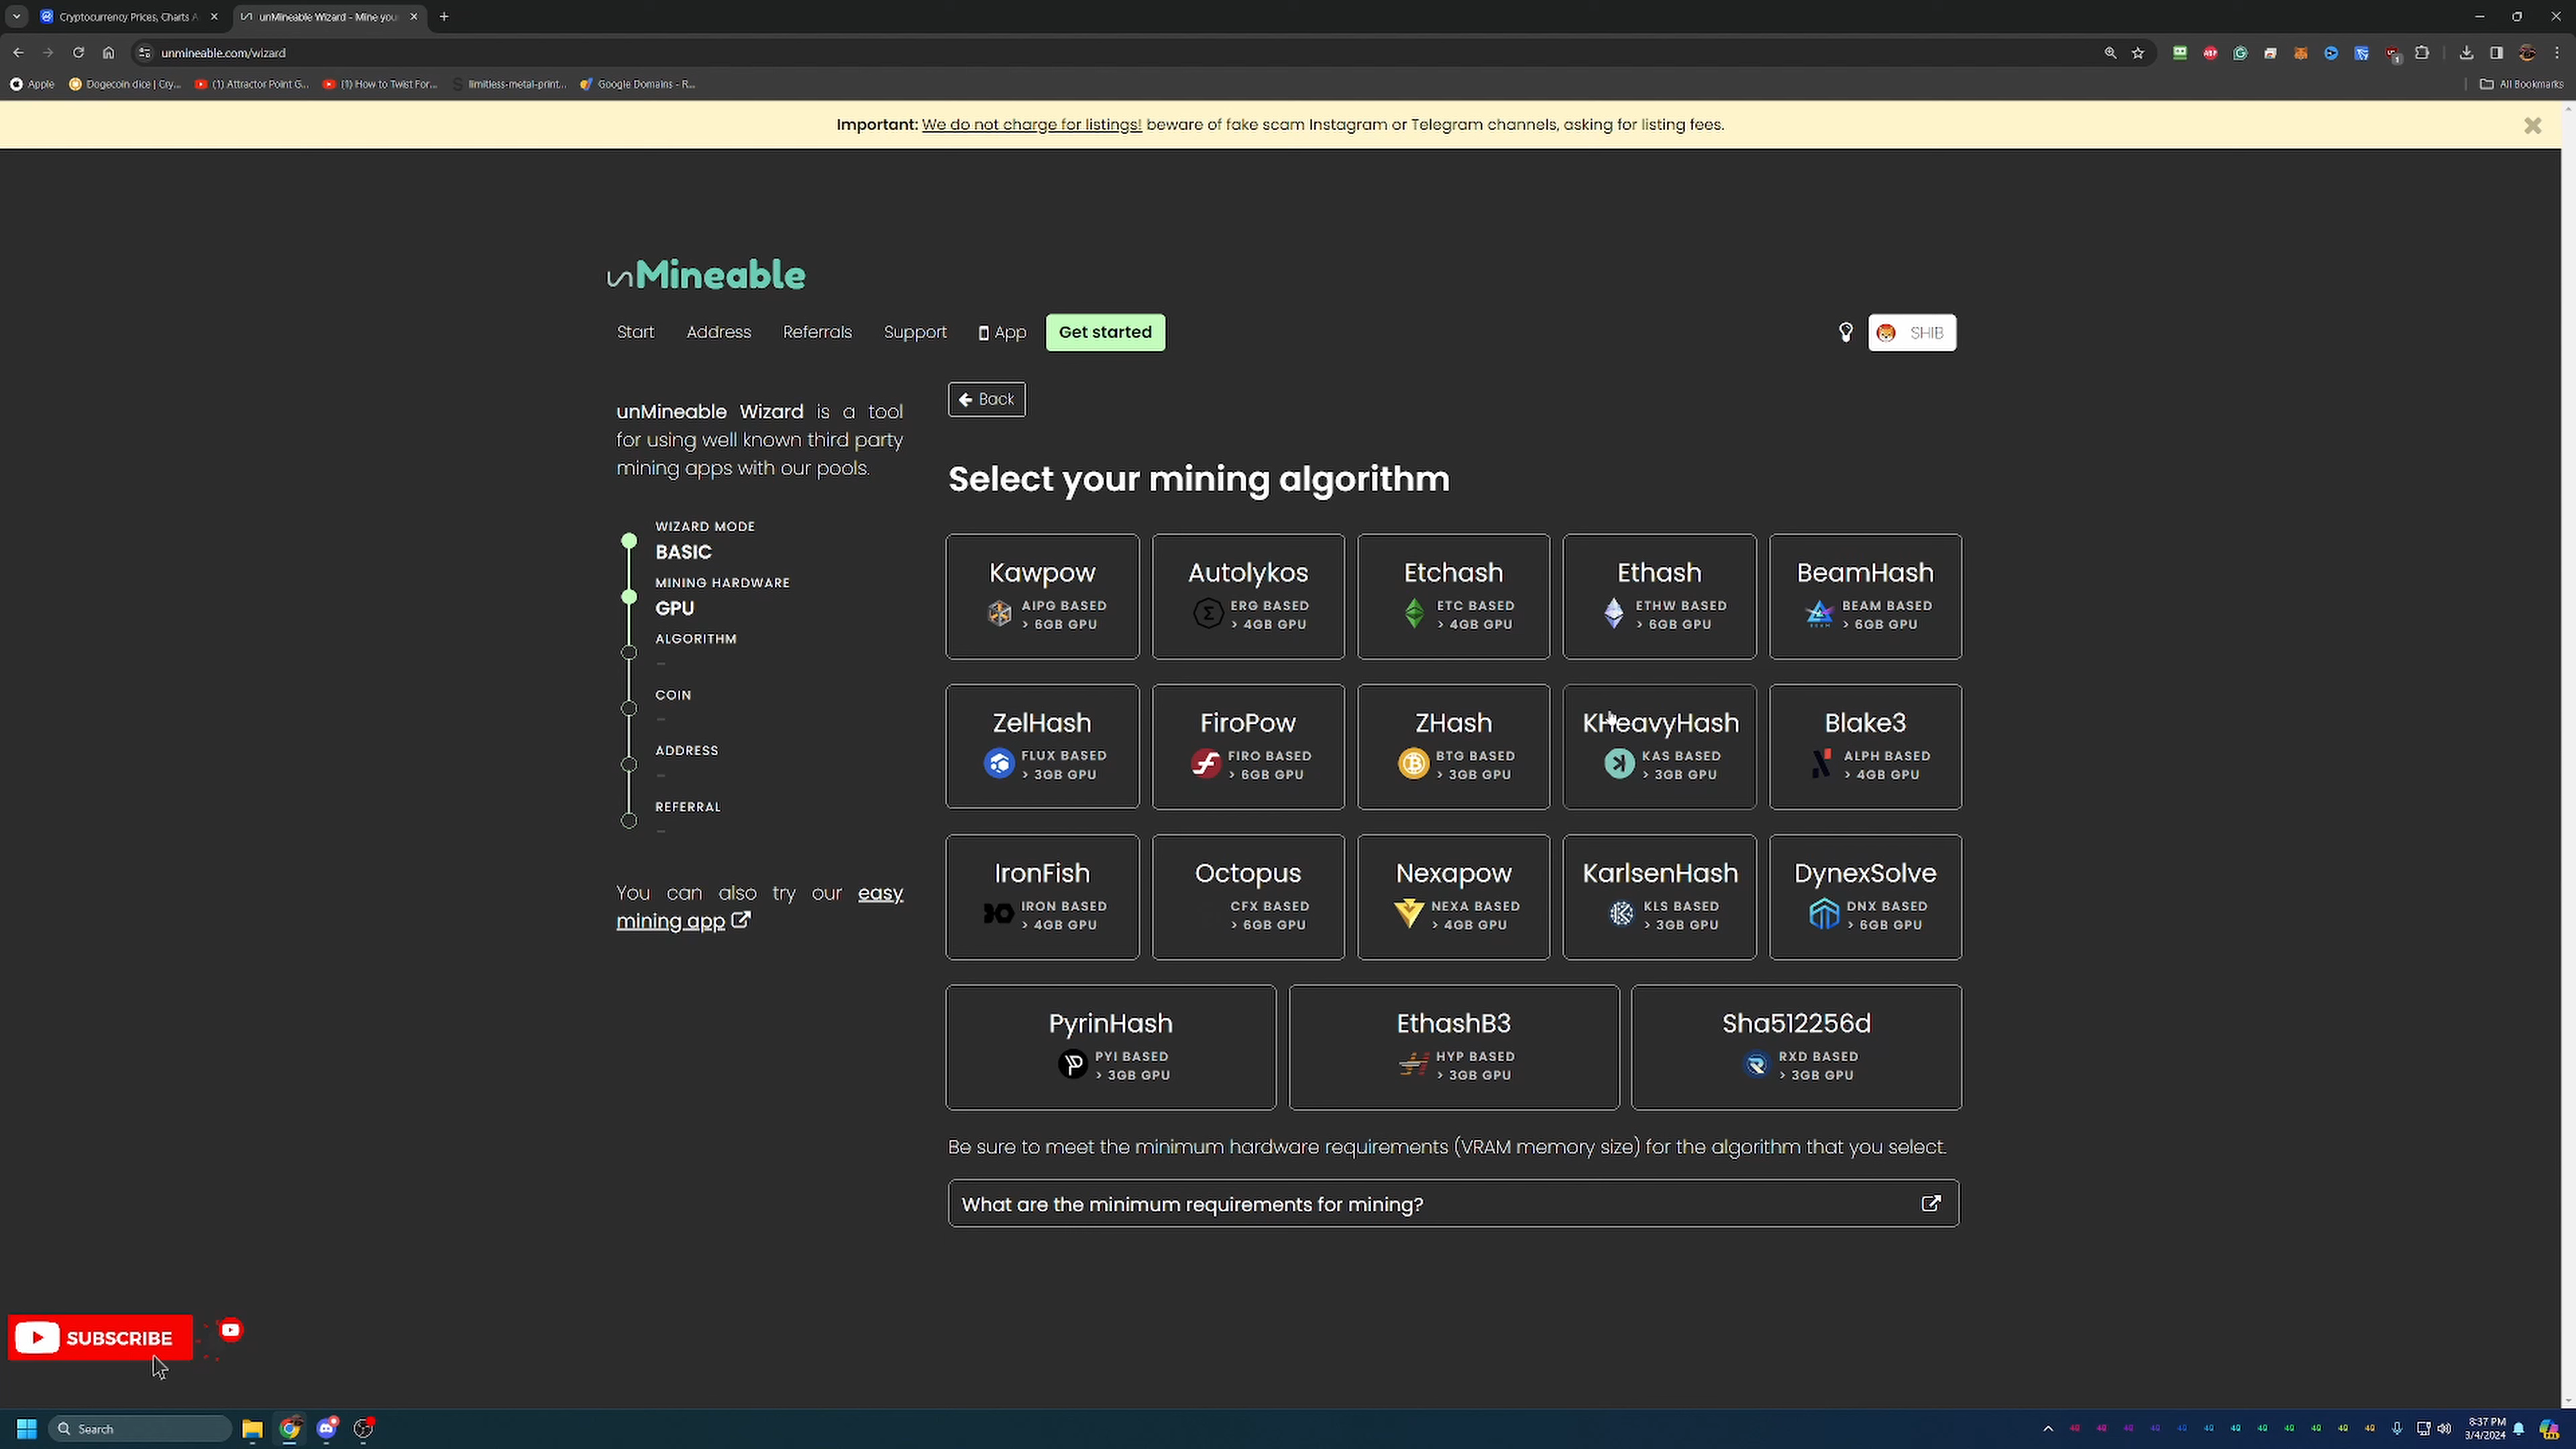 Cryptocurrency Prices, Charts A
unMineable Wizard - Mine your
unmineable.com/wizard
Apple
Dogecoin dice | Cry...
(1) Attractor Point G...
(1) How to Twist For...
limitless-metal-print...
Google Domains - R...
All Bookmarks
Important: We do not charge for listings! beware of fake scam Instagram or Telegram channels, asking for listing fees.
unMineable
Start
Address
Referrals
Support
App
Get started
SHIB
unMineable Wizard is a tool
for using well known third party
mining apps with our pools.
WIZARD MODE
BASIC
MINING HARDWARE
GPU
ALGORITHM
–
COIN
–
ADDRESS
–
REFERRAL
–
You can also try our easy
mining app
Back
Select your mining algorithm
Kawpow
AIPG BASED
> 6GB GPU
Autolykos
ERG BASED
> 4GB GPU
Etchash
ETC BASED
> 4GB GPU
Ethash
ETHW BASED
> 6GB GPU
BeamHash
BEAM BASED
> 6GB GPU
ZelHash
FLUX BASED
> 3GB GPU
FiroPow
FIRO BASED
> 6GB GPU
ZHash
BTG BASED
> 3GB GPU
KHeavyHash
KAS BASED
> 3GB GPU
Blake3
ALPH BASED
> 4GB GPU
IronFish
IRON BASED
> 4GB GPU
Octopus
CFX BASED
> 6GB GPU
Nexapow
NEXA BASED
> 4GB GPU
KarlsenHash
KLS BASED
> 3GB GPU
DynexSolve
DNX BASED
> 6GB GPU
PyrinHash
PYI BASED
> 3GB GPU
EthashB3
HYP BASED
> 3GB GPU
Sha512256d
RXD BASED
> 3GB GPU
Be sure to meet the minimum hardware requirements (VRAM memory size) for the algorithm that you select.
What are the minimum requirements for mining?
SUBSCRIBE
Search
8:37 PM
3/4/2024